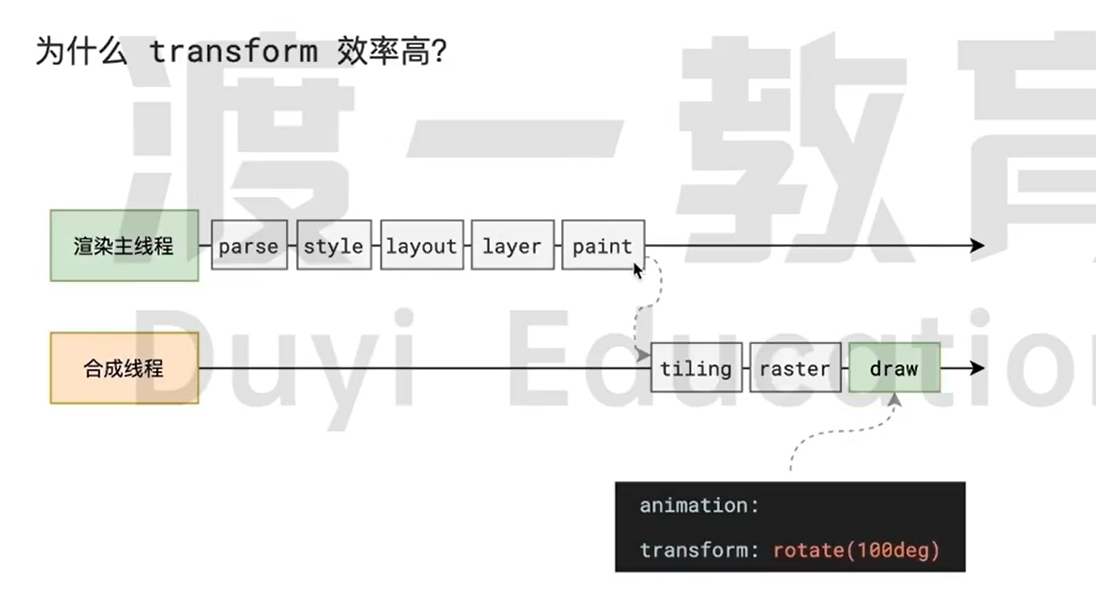 为什么 transform 效率高？
渡一教育
渲染主线程 parse style layout layer paint
Duyi Education
合成线程 tiling raster draw
animation:
transform: rotate(100deg)